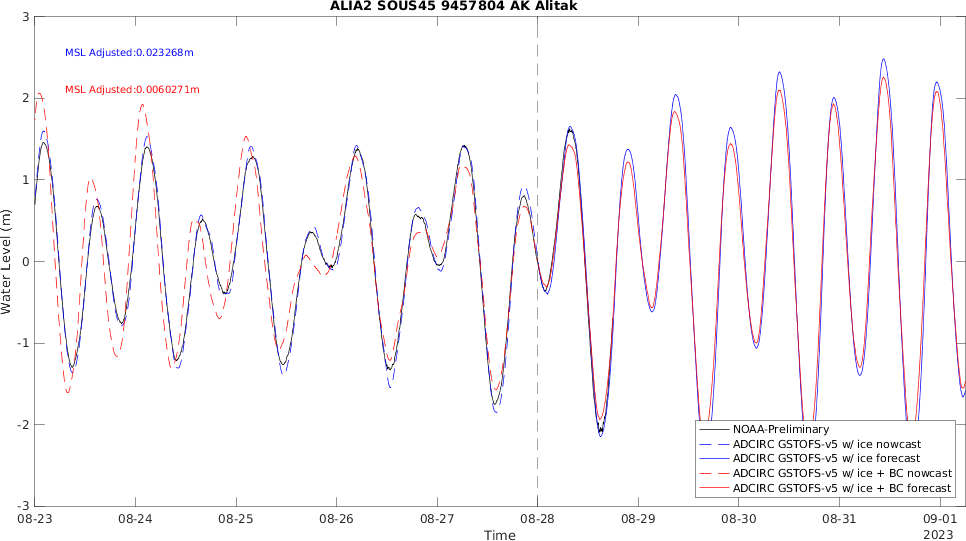 ALIA2 SOUS45 9457804 AK Alitak
MSL Adjusted:0.023268m
MSL Adjusted:0.0060271m
Water Level (m)
3
2
1
0
-1
-2
-3
NOAA-Preliminary
ADCIRC GSTOFS-v5 w/ ice nowcast
ADCIRC GSTOFS-v5 w/ ice forecast
ADCIRC GSTOFS-v5 w/ ice + BC nowcast
ADCIRC GSTOFS-v5 w/ ice + BC forecast
08-23 08-24 08-25 08-26 08-27 08-28 08-29 08-30 08-31 09-01
Time
2023